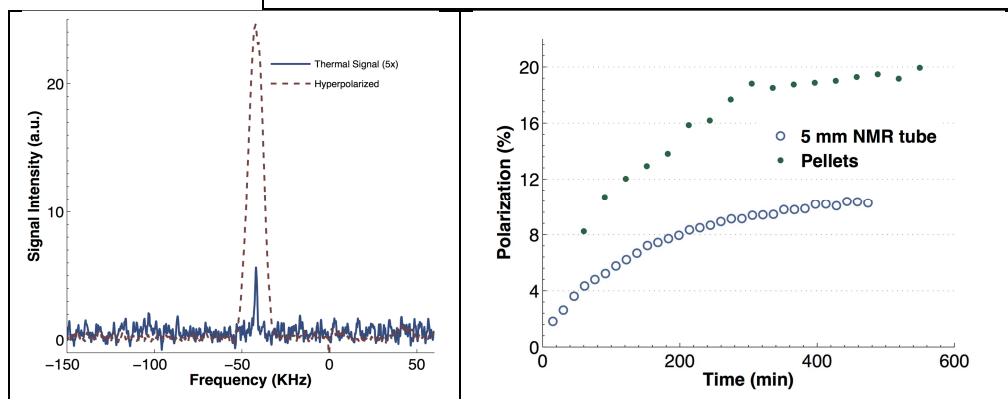 Signal Intensity (a.u.)
20
10
0
Thermal Signal (5x)
Hyperpolarized
−150
−100
−50
0
50
Frequency (KHz)
Polarization (%)
20
16
12
8
4
0
5 mm NMR tube
Pellets
0
200
400
600
Time (min)